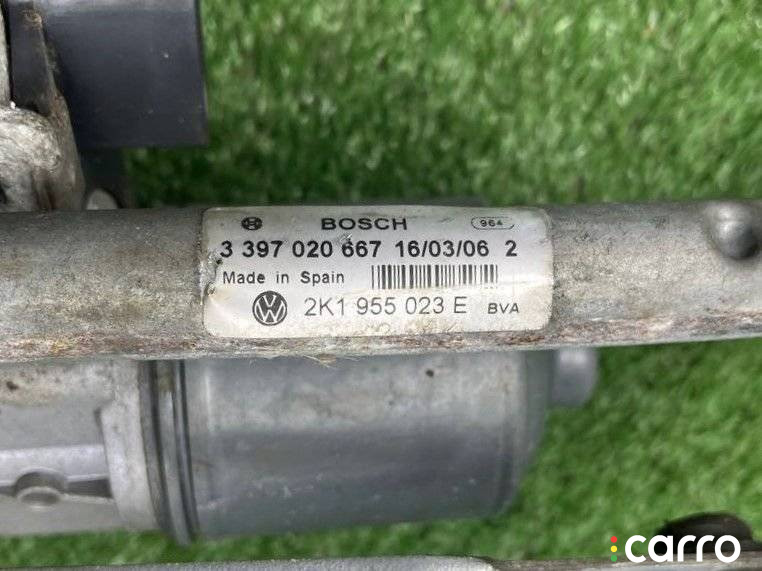 BOSCH 964
3 397 020 667 16/03/06 2
Made in Spain
2K1 955 023 E BVA
carro